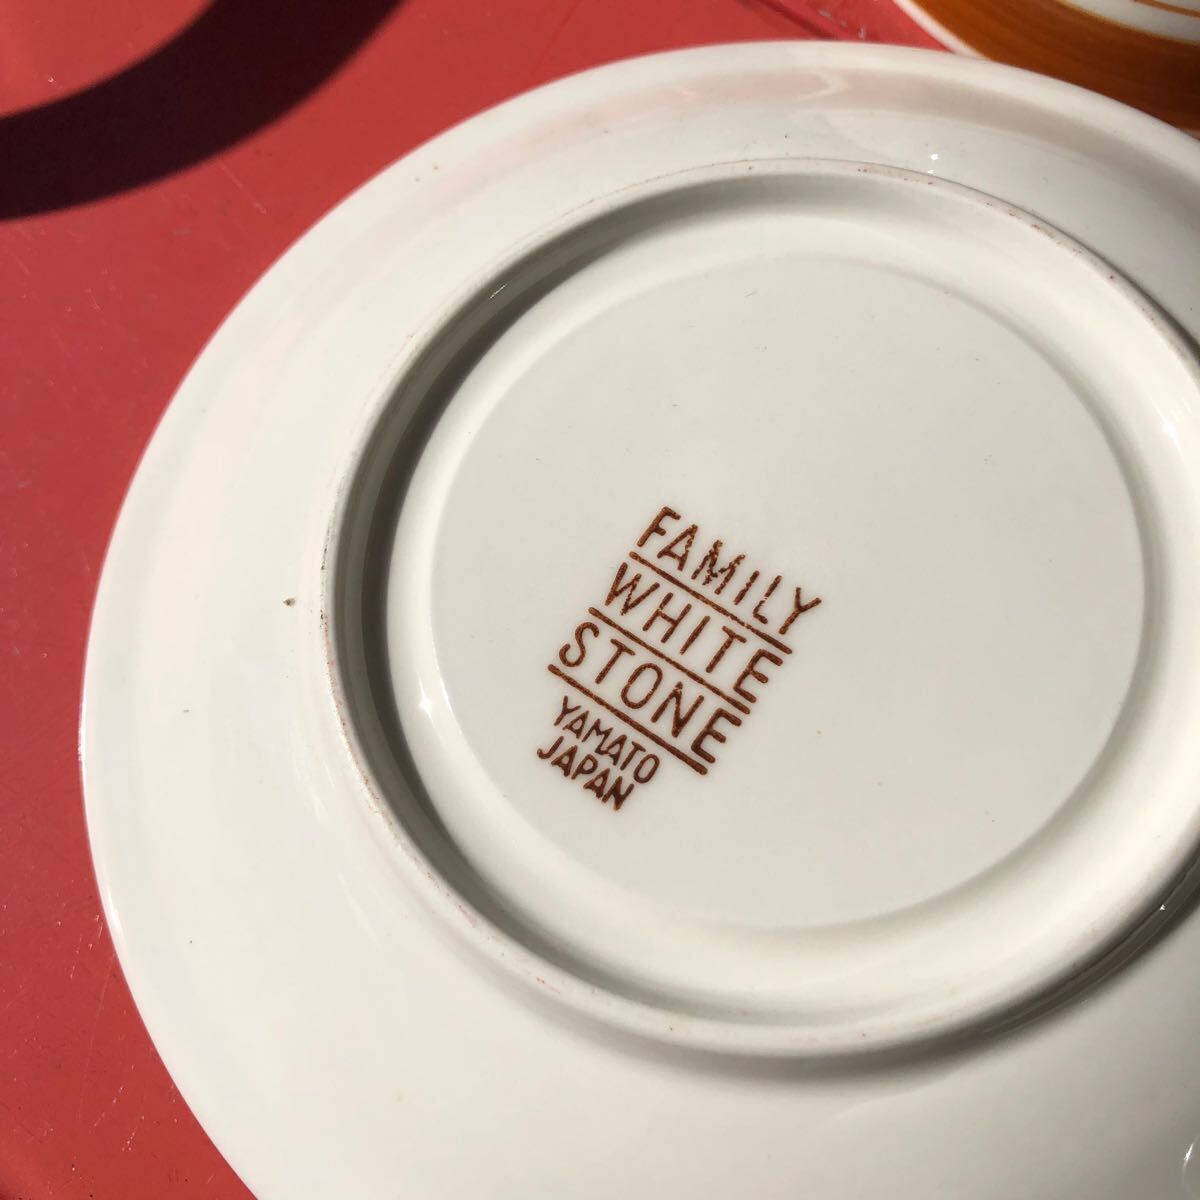 FAMILY
WHITE
STONE
YAMATO
JAPAN